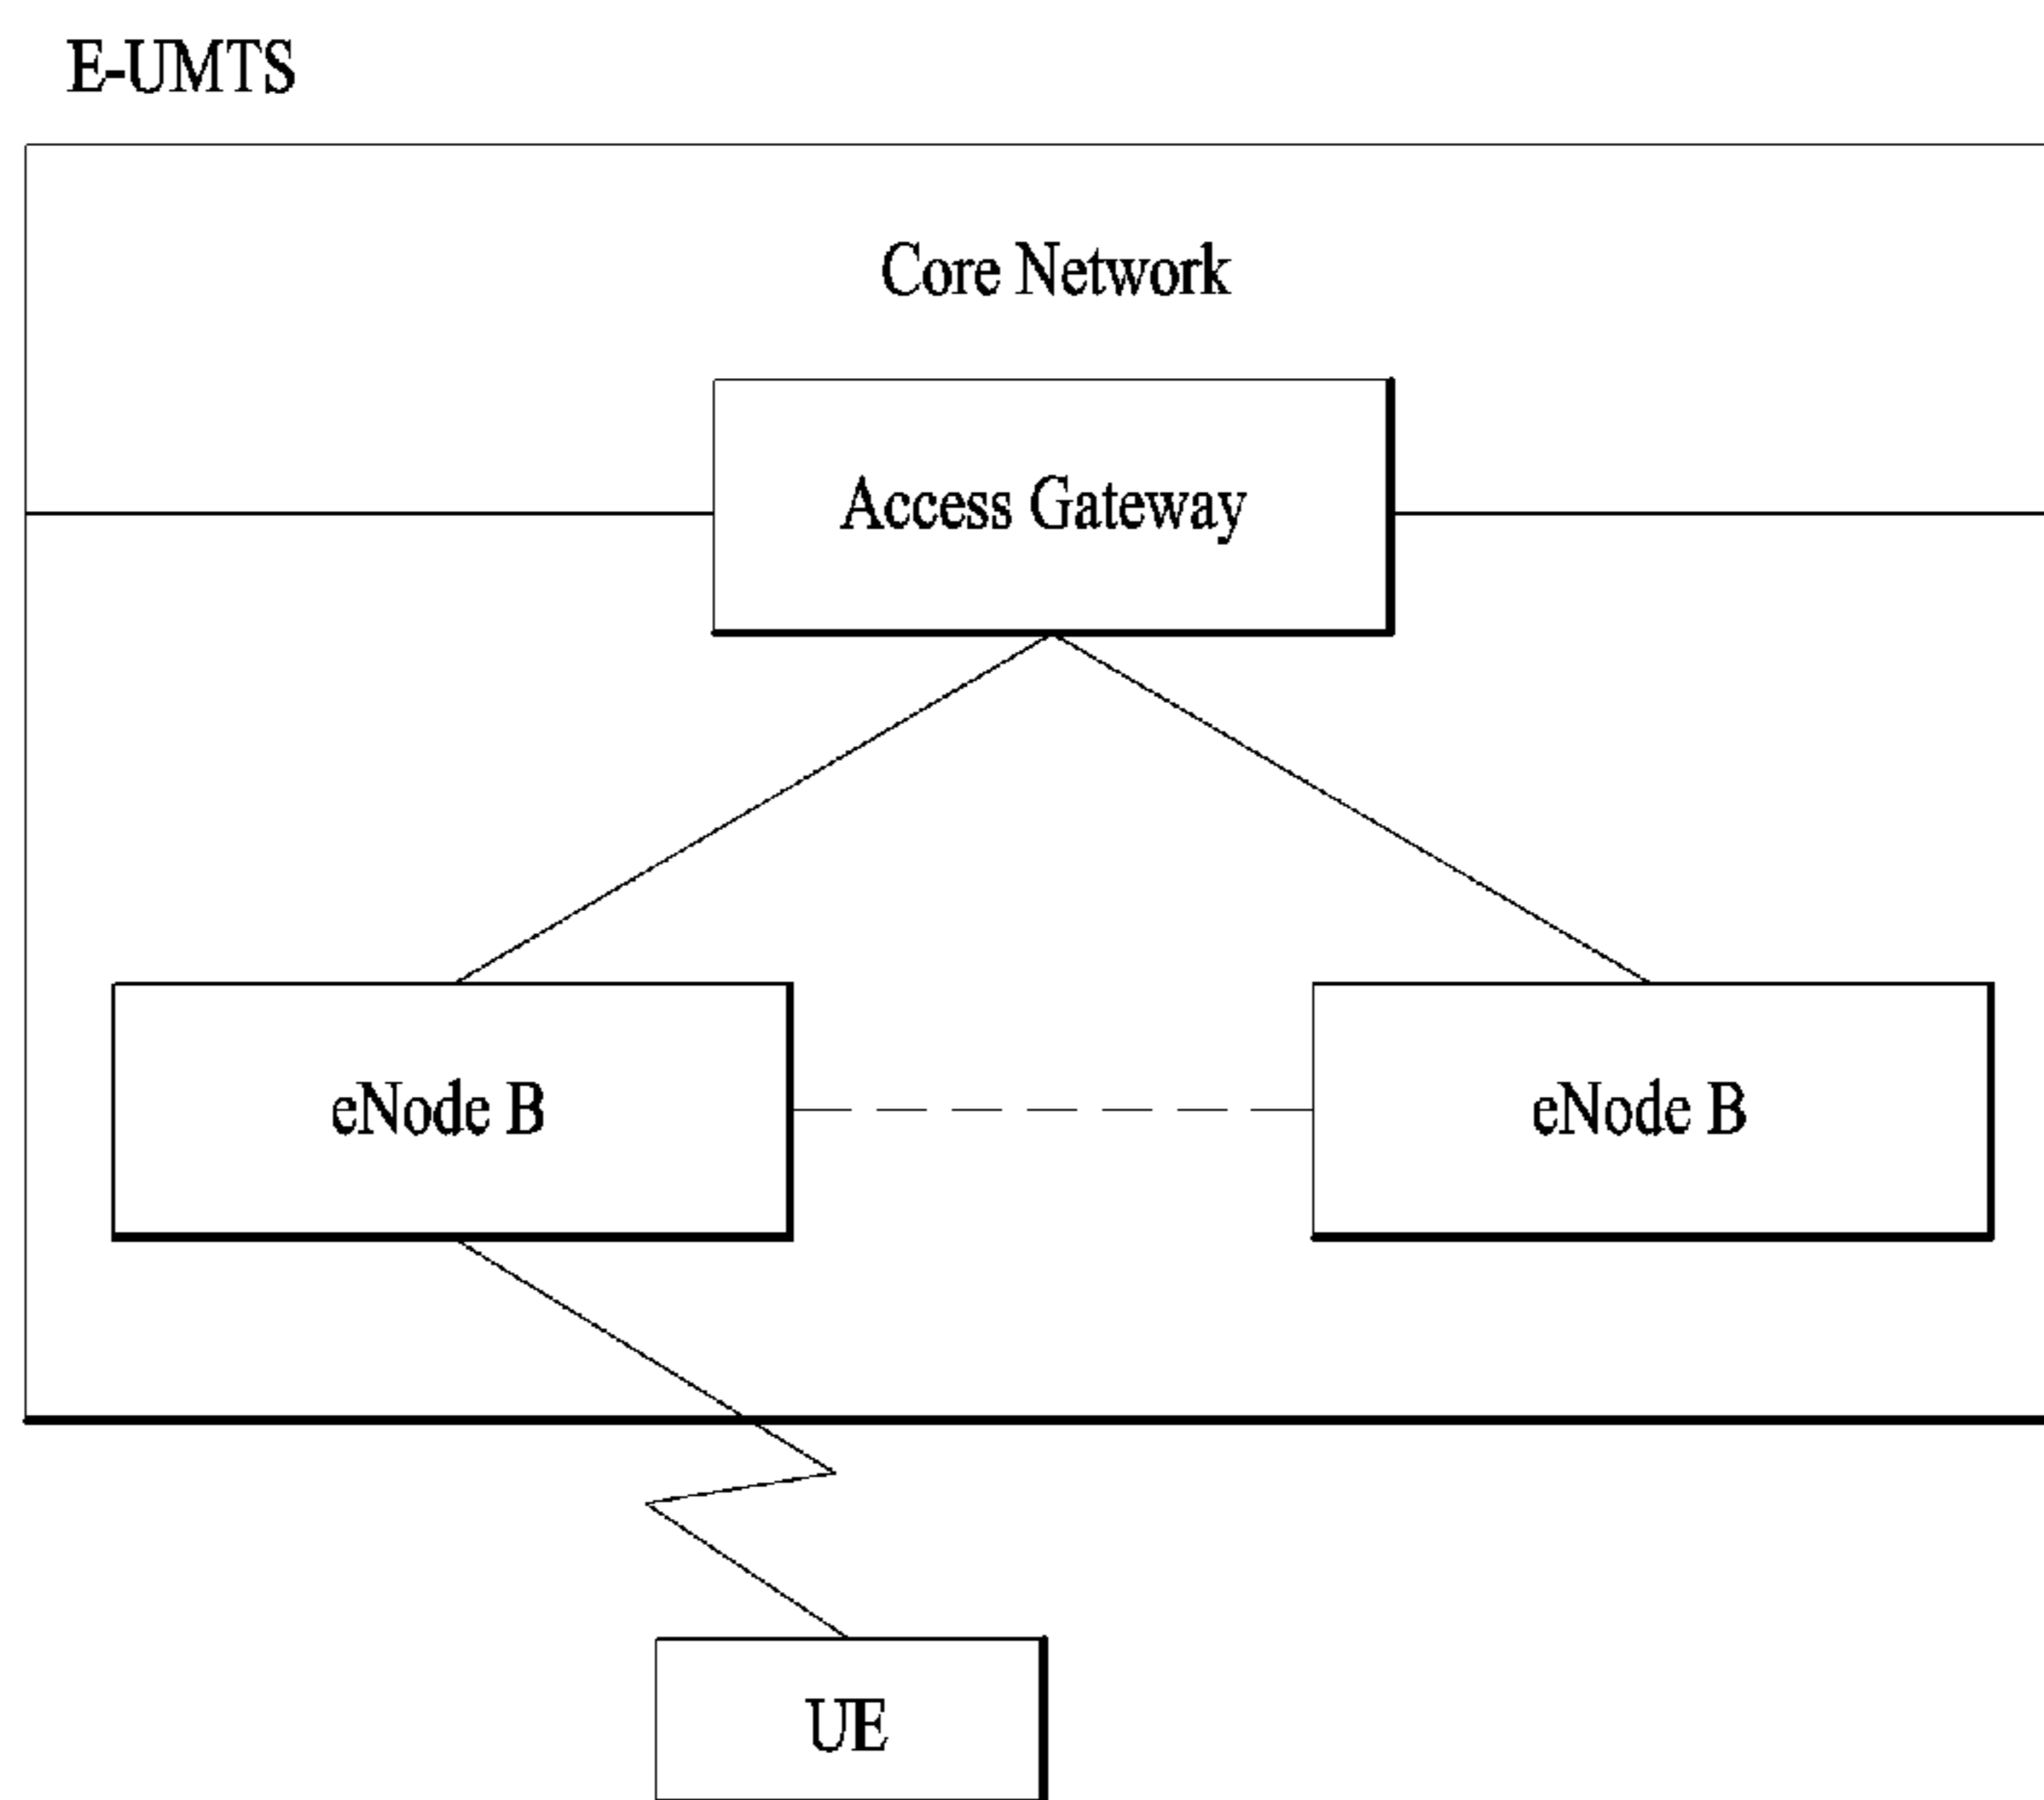 E-UMTS
Core Network
Access Gateway
eNode B
eNode B
UE